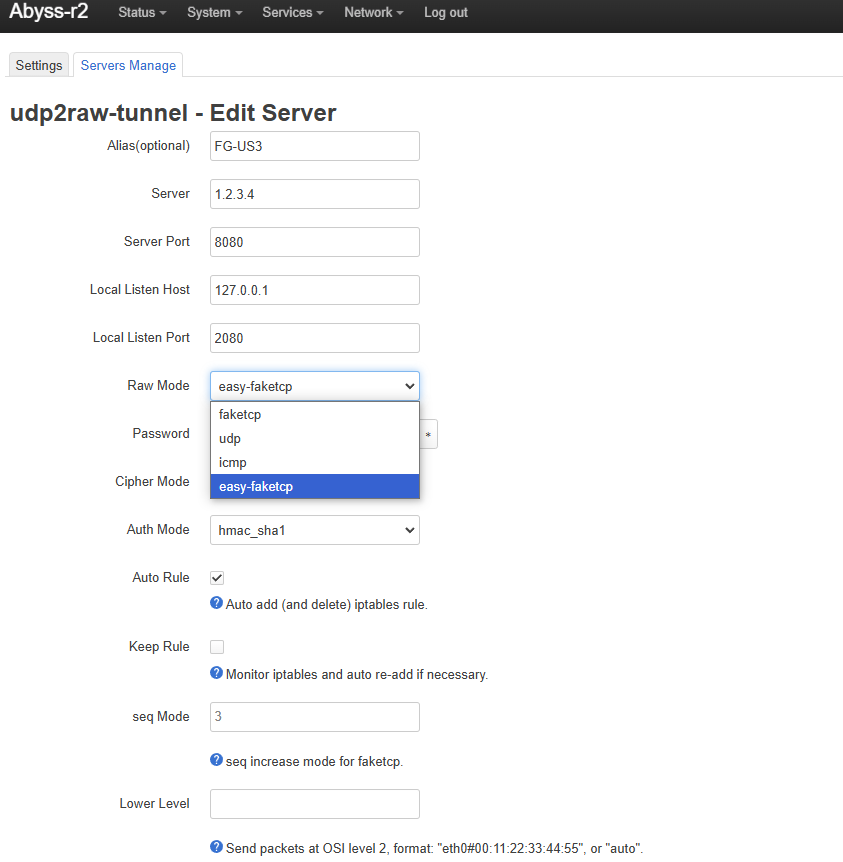 Abyss-r2 Status System Services Network Log out
Settings Servers Manage
udp2raw-tunnel - Edit Server
Alias(optional) FG-US3
Server 1.2.3.4
Server Port 8080
Local Listen Host 127.0.0.1
Local Listen Port 2080
Raw Mode easy-faketcp
faketcp
Password *
udp
icmp
Cipher Mode
easy-faketcp
Auth Mode hmac_sha1
Auto Rule
Auto add (and delete) iptables rule.
Keep Rule
Monitor iptables and auto re-add if necessary.
seq Mode 3
seq increase mode for faketcp.
Lower Level
Send packets at OSI level 2, format: "eth0#00:11:22:33:44:55", or "auto".